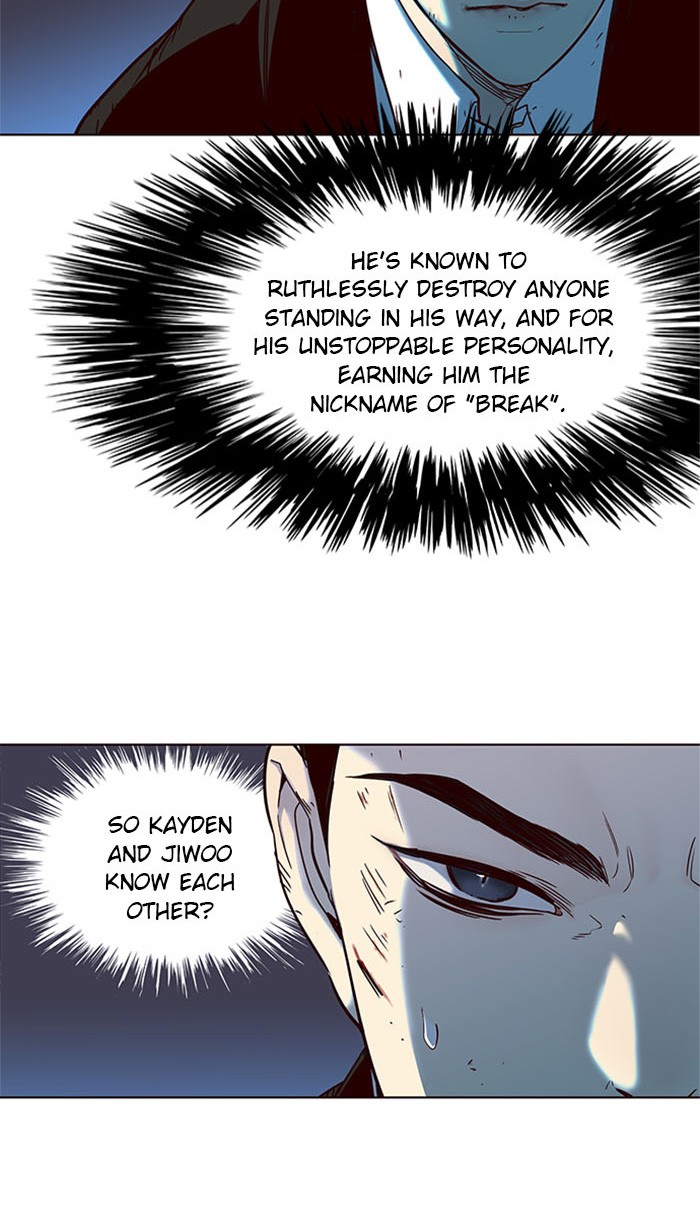 HE'S KNOWN TO
RUTHLESSLY DESTROY ANYONE
STANDING IN HIS WAY, AND FOR
HIS UNSTOPPABLE PERSONALITY,
EARNING HIM THE
NICKNAME OF "BREAK".
SO KAYDEN
AND JIWOO
KNOW EACH
OTHER?